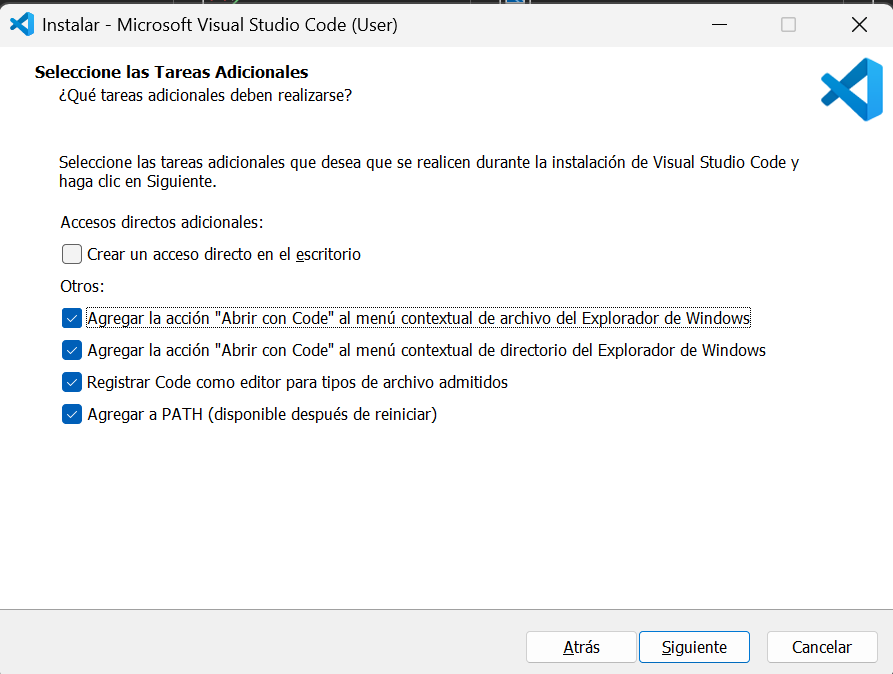 Instalar - Microsoft Visual Studio Code (User)
Seleccione las Tareas Adicionales
¿Qué tareas adicionales deben realizarse?
Seleccione las tareas adicionales que desea que se realicen durante la instalación de Visual Studio Code y
haga clic en Siguiente.
Accesos directos adicionales:
Crear un acceso directo en el escritorio
Otros:
Agregar la acción "Abrir con Code" al menú contextual de archivo del Explorador de Windows
Agregar la acción "Abrir con Code" al menú contextual de directorio del Explorador de Windows
Registrar Code como editor para tipos de archivo admitidos
Agregar a PATH (disponible después de reiniciar)
Atrás
Siguiente
Cancelar